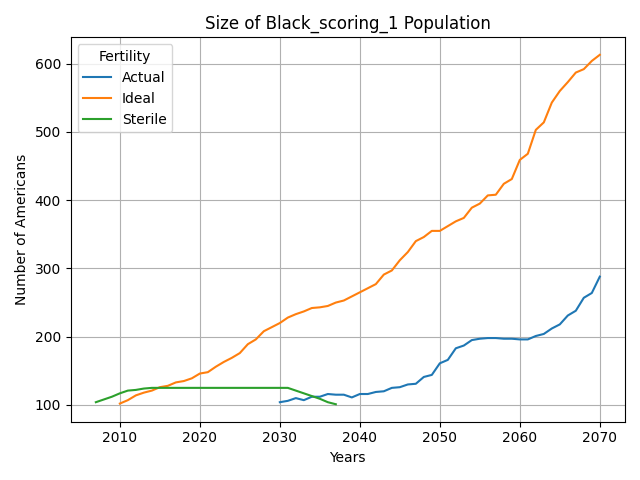 Size of Black_scoring_1 Population
Fertility
Actual
Ideal
Sterile
Number of Americans
600
500
400
300
200
100
2010 2020 2030 2040 2050 2060 2070
Years